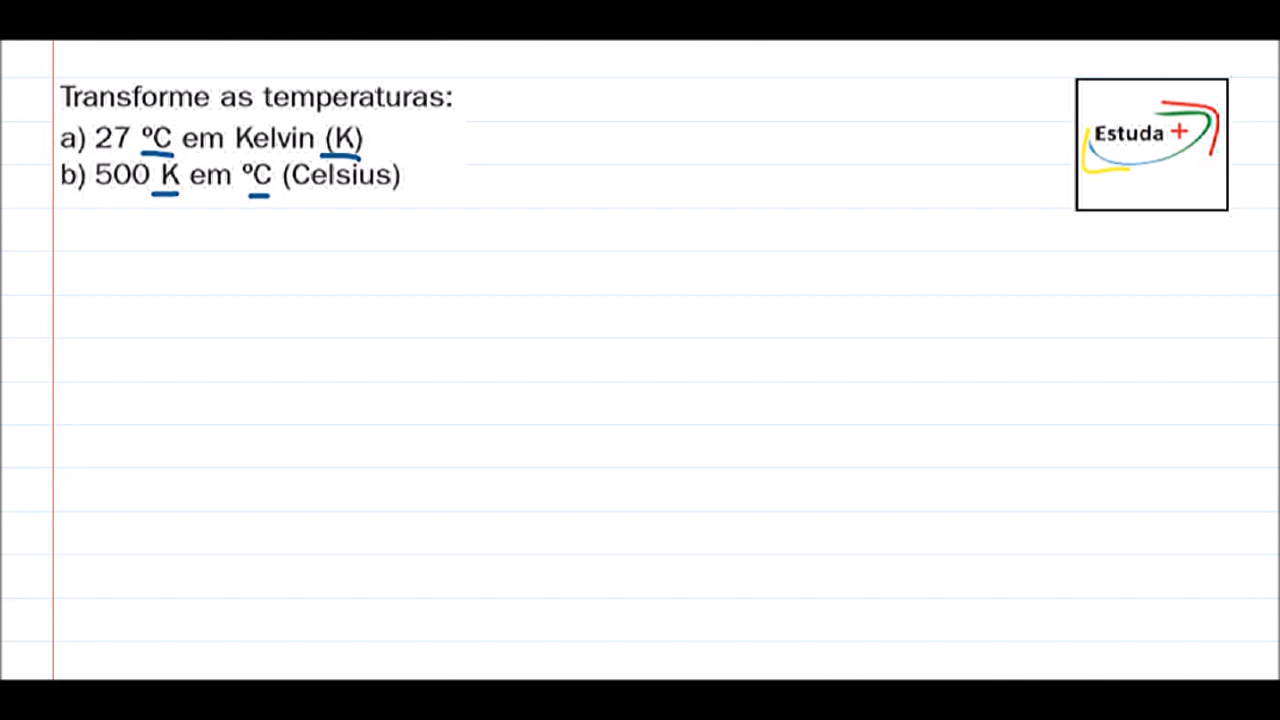 Transforme as temperaturas:
a) 27 ºC em Kelvin (K)
b) 500 K em ºC (Celsius)
Estuda +